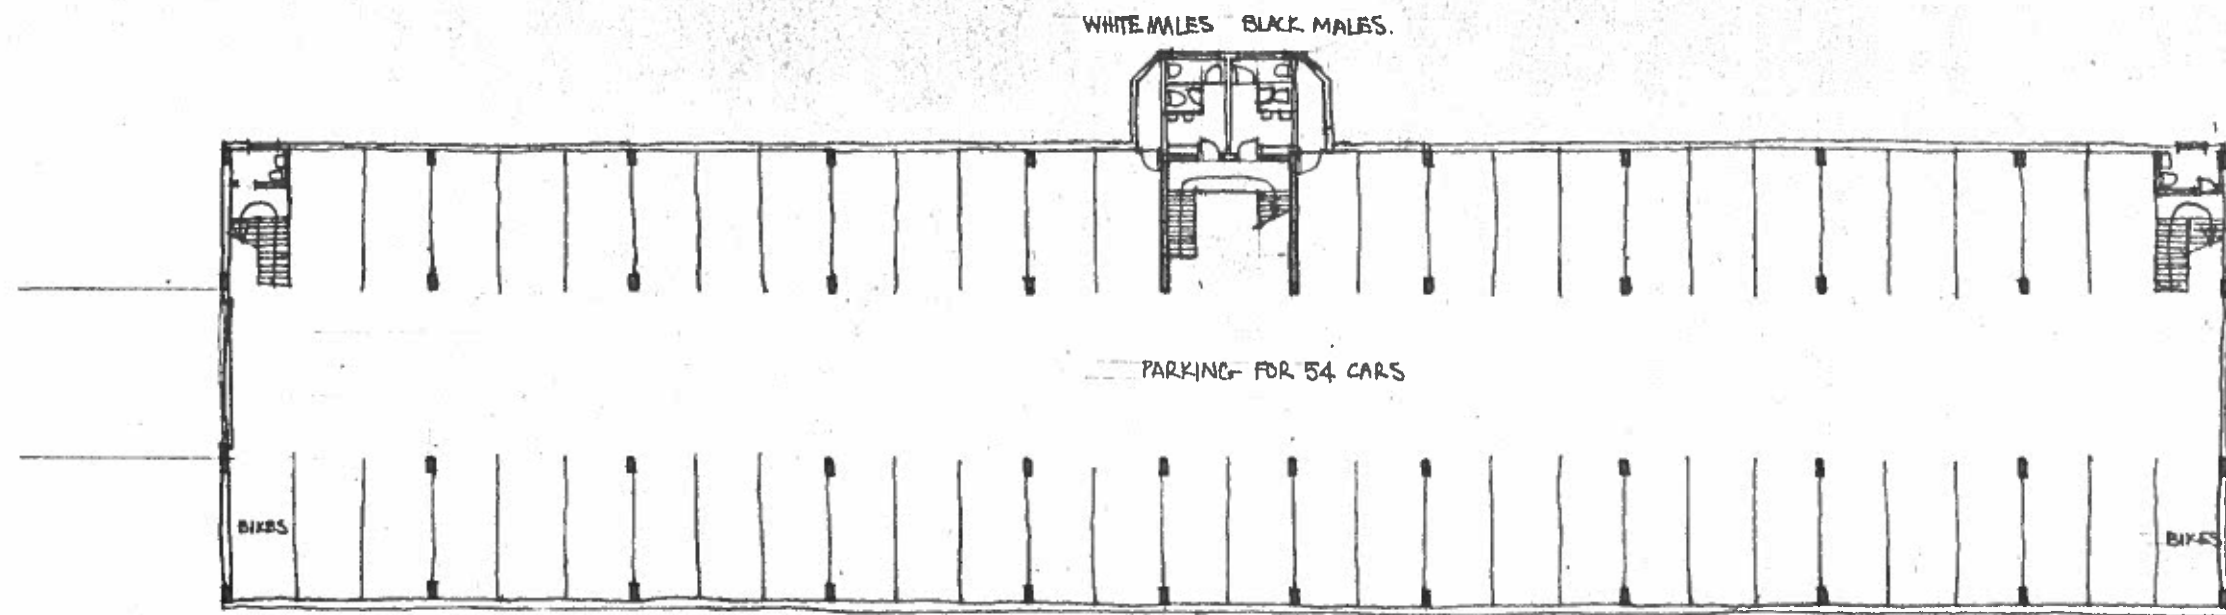 WHITE MALES BLACK MALES.
PARKING FOR 54 CARS
BIKES
BIKES